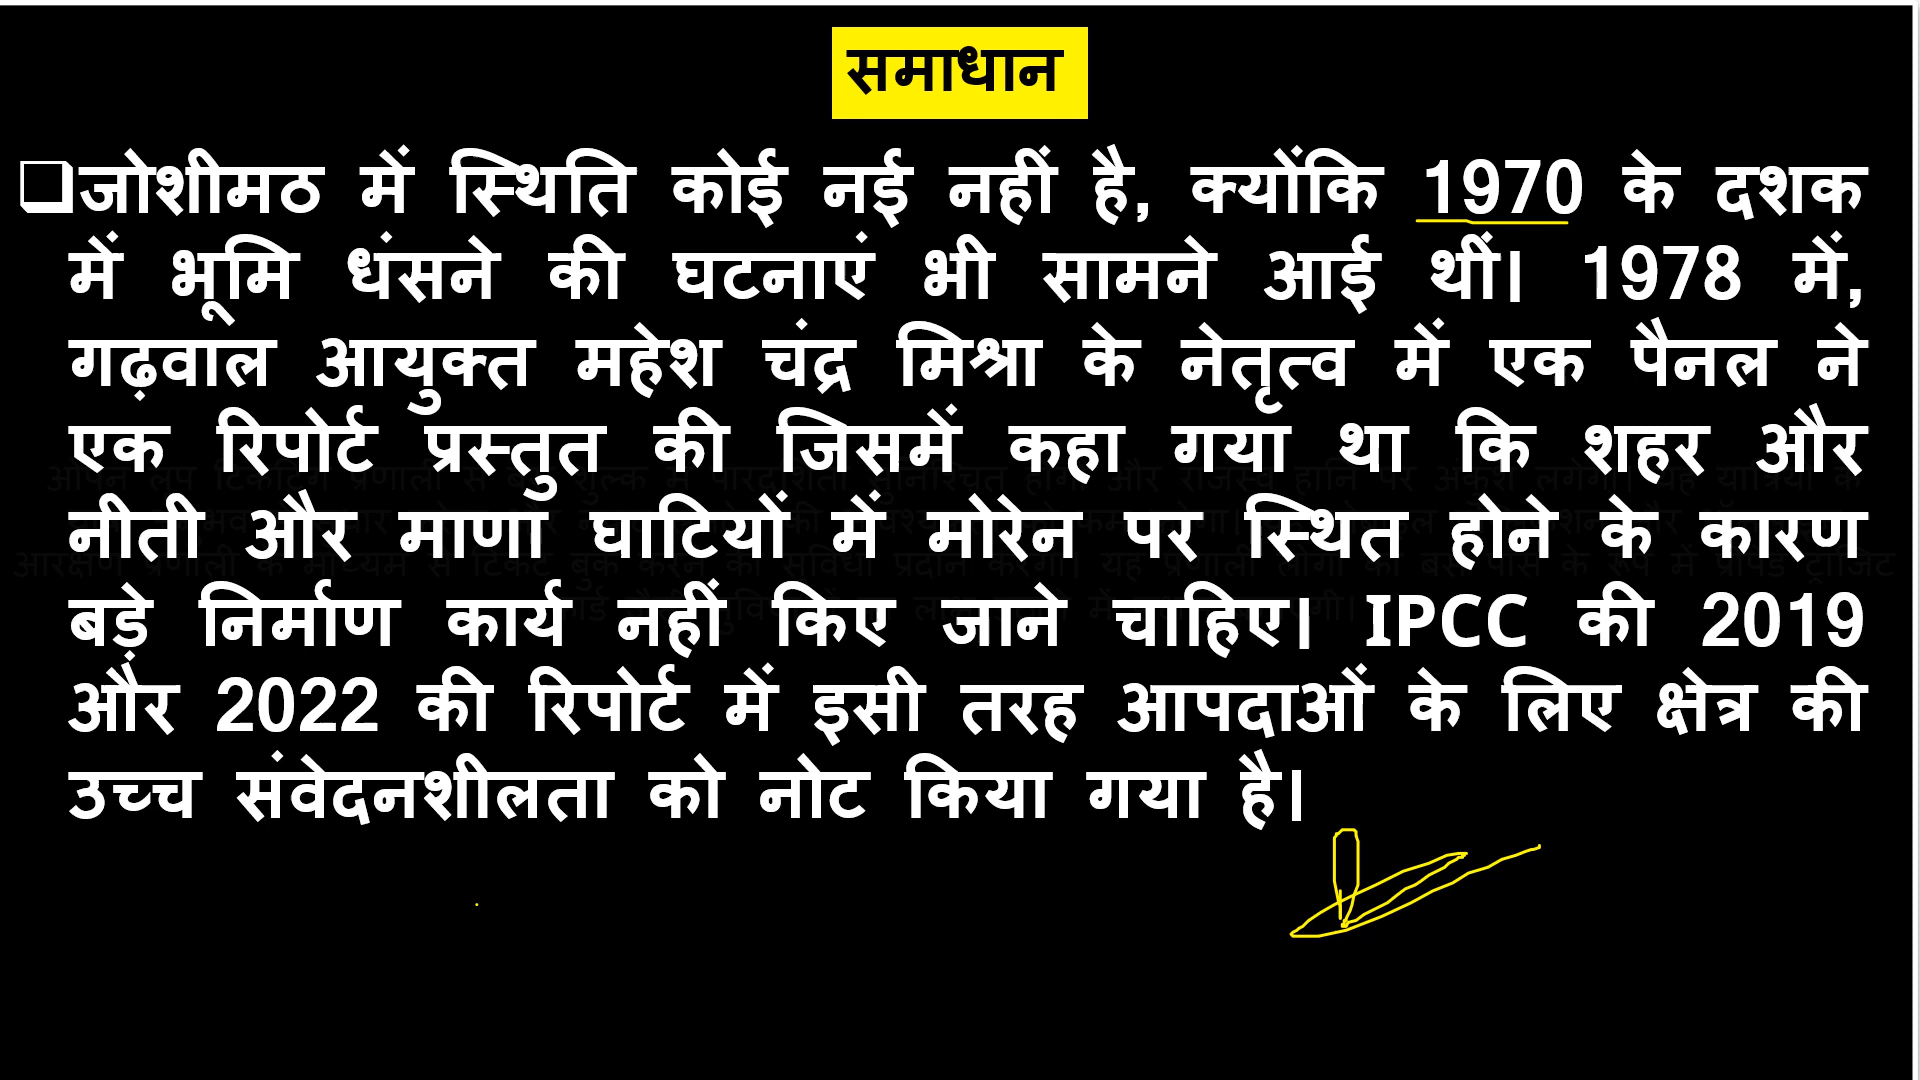 समाधान
❑जोशीमठ में स्थिति कोई नई नहीं है, क्योंकि 1970 के दशक
में भूमि धंसने की घटनाएं भी सामने आई थीं। 1978 में,
गढ़वाल आयुक्त महेश चंद्र मिश्रा के नेतृत्व में एक पैनल ने
एक रिपोर्ट प्रस्तुत की जिसमें कहा गया था कि शहर और
नीती और माणा घाटियों में मोरेन पर स्थित होने के कारण
बड़े निर्माण कार्य नहीं किए जाने चाहिए। IPCC की 2019
और 2022 की रिपोर्ट में इसी तरह आपदाओं के लिए क्षेत्र की
उच्च संवेदनशीलता को नोट किया गया है।